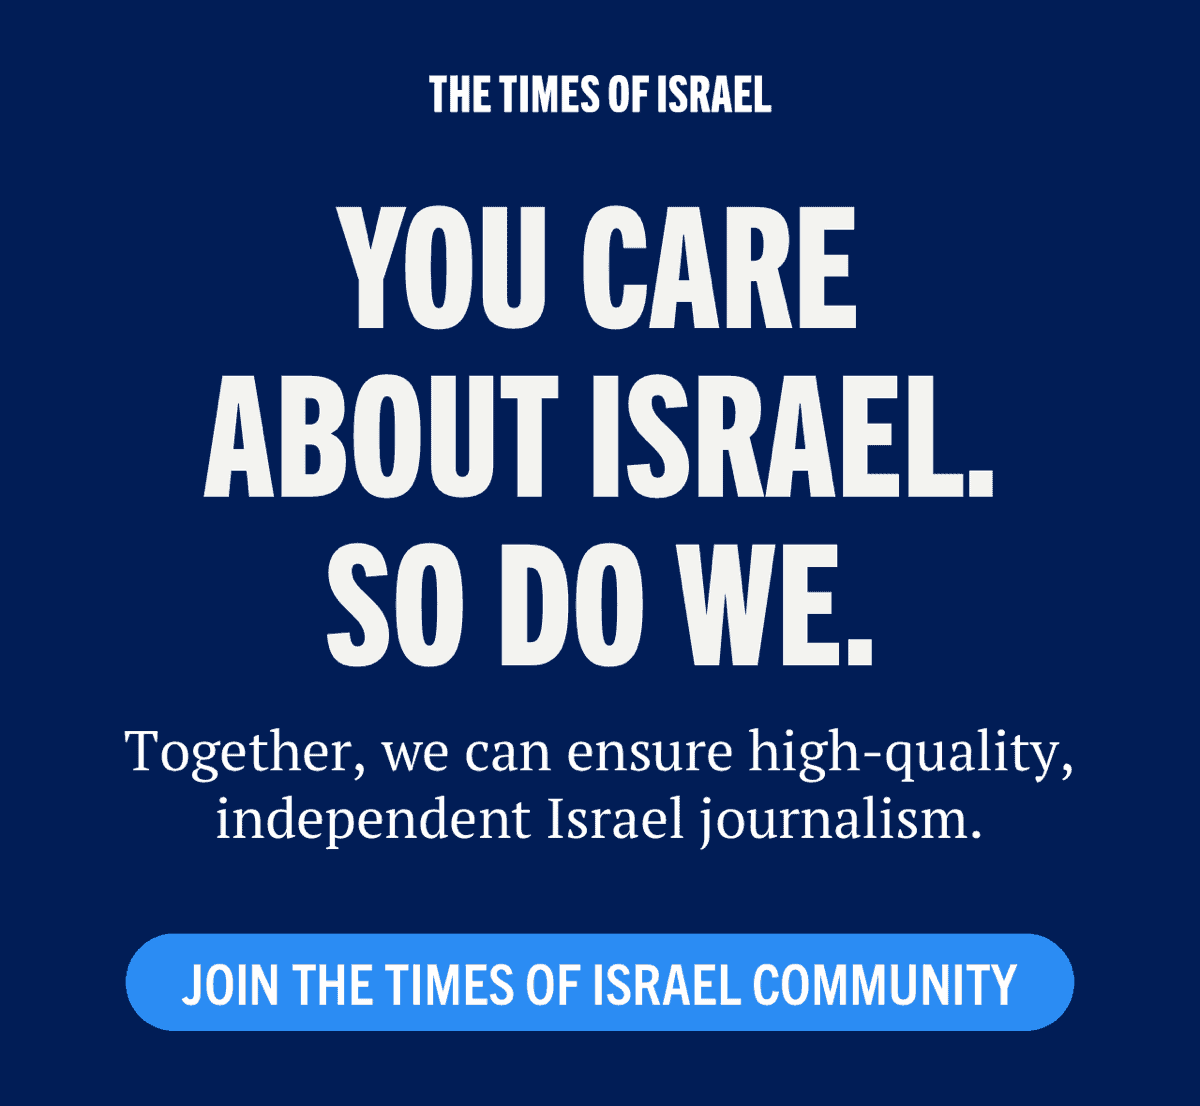 THE TIMES OF ISRAEL
YOU CARE
ABOUT ISRAEL.
SO DO WE.
Together, we can ensure high-quality,
independent Israel journalism.
JOIN THE TIMES OF ISRAEL COMMUNITY